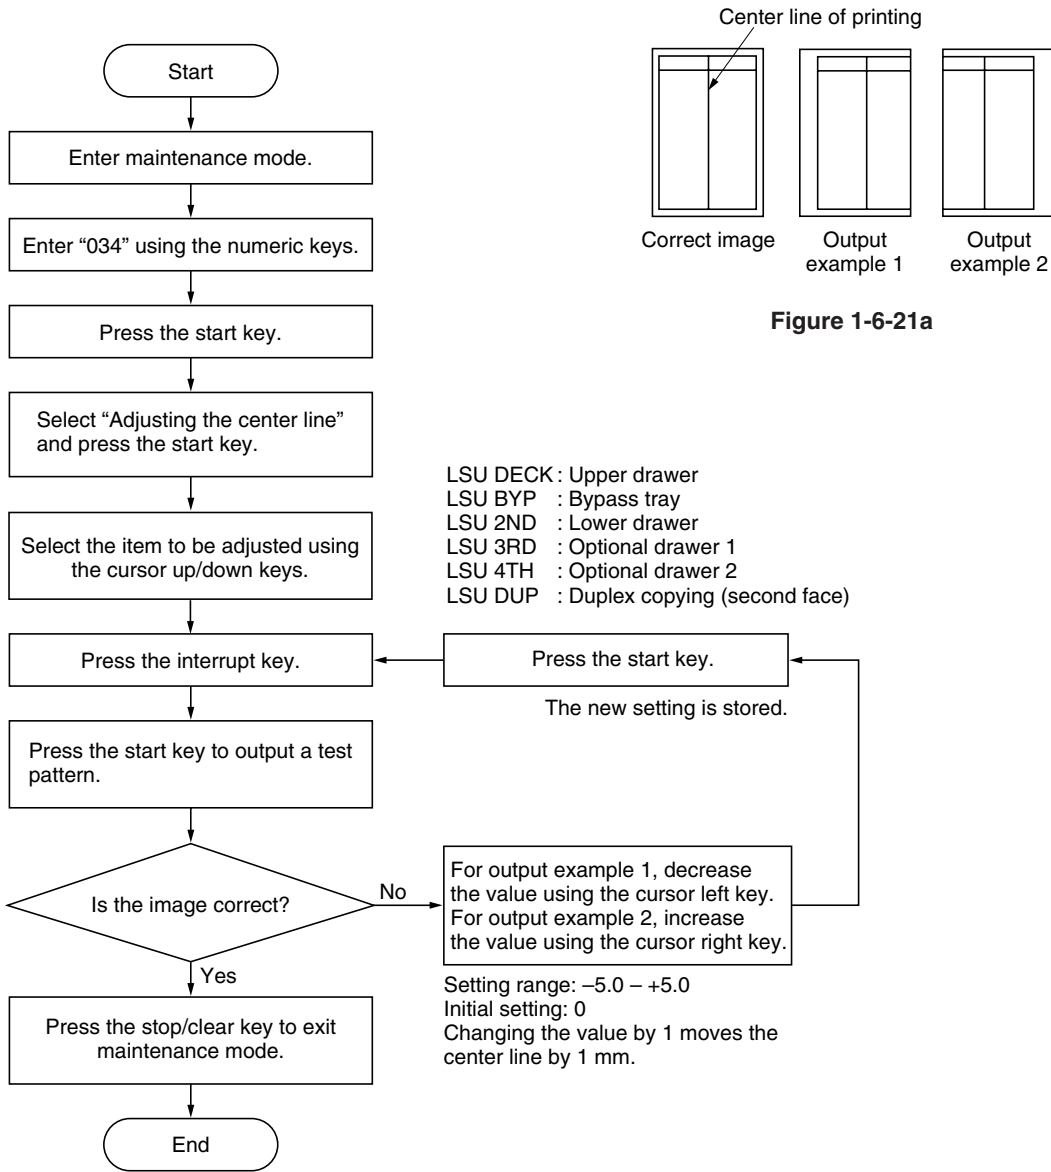 Center line of printing
Start
Enter maintenance mode.
Enter “034” using the numeric keys.
Correct image
Output
example 1
Output
example 2
Figure 1-6-21a
Press the start key.
Select “Adjusting the center line”
and press the start key.
LSU DECK : Upper drawer
LSU BYP : Bypass tray
LSU 2ND : Lower drawer
LSU 3RD : Optional drawer 1
LSU 4TH : Optional drawer 2
LSU DUP : Duplex copying (second face)
Select the item to be adjusted using
the cursor up/down keys.
Press the interrupt key.
Press the start key.
The new setting is stored.
Press the start key to output a test
pattern.
Is the image correct?
No
For output example 1, decrease
the value using the cursor left key.
For output example 2, increase
the value using the cursor right key.
Yes
Setting range: –5.0 – +5.0
Initial setting: 0
Changing the value by 1 moves the
center line by 1 mm.
Press the stop/clear key to exit
maintenance mode.
End